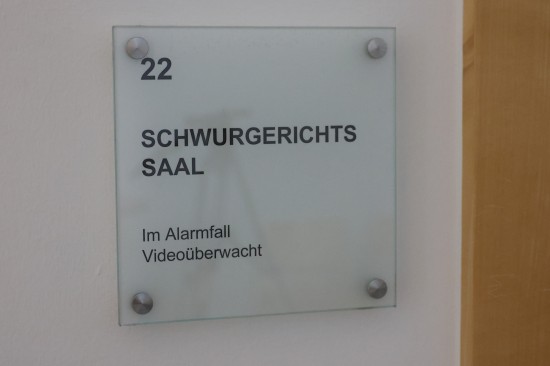 22
SCHWURGERICHTS
SAAL
Im Alarmfall
Videoüberwacht